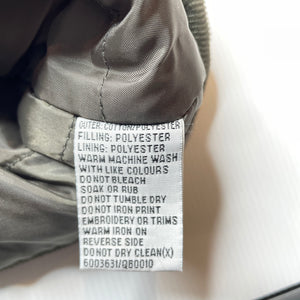 OUTER: COTTON/POLYESTER
FILLING: POLYESTER
LINING: POLYESTER
WARM MACHINE WASH
WITH LIKE COLOURS
DO NOT BLEACH
SOAK OR RUB
DO NOT TUMBLE DRY
DO NOT IRON PRINT
EMBROIDERY OR TRIMS
WARM IRON ON
REVERSE SIDE
DO NOT DRY CLEAN(X)
6003631/QB0010